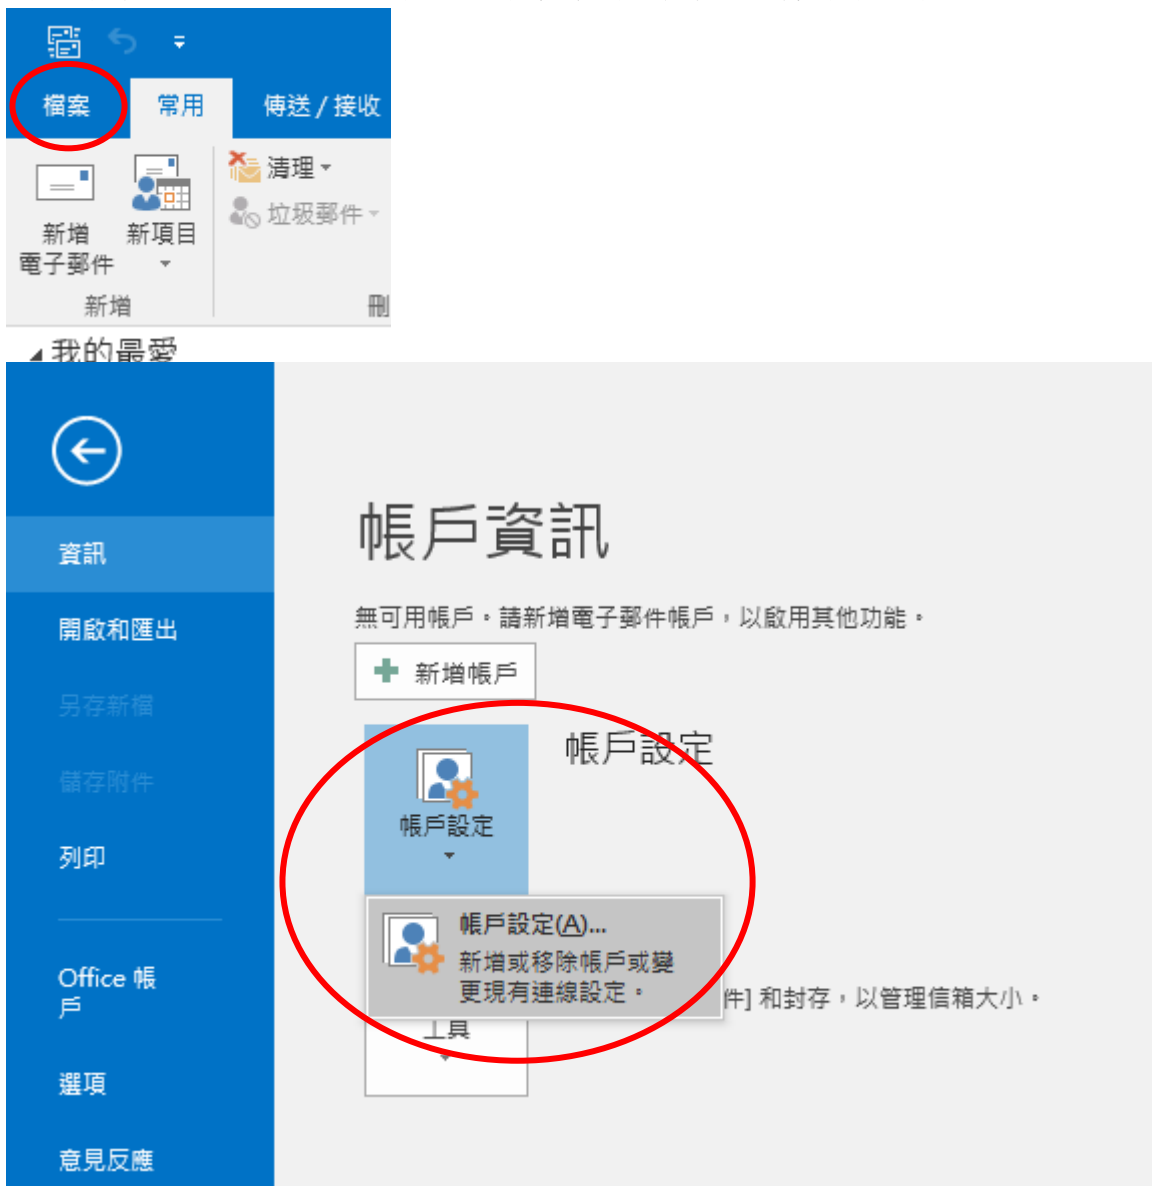 檔案
常用
傳送 / 接收
清理
垃圾郵件
新增
電子郵件
新項目
新增
刪
我的最愛
資訊
開啟和匯出
另存新檔
儲存附件
列印
Office 帳
戶
選項
意見反應
帳戶資訊
無可用帳戶。請新增電子郵件帳戶，以啟用其他功能。
新增帳戶
帳戶設定
帳戶設定
帳戶設定(A)...
新增或移除帳戶或變
更現有連線設定。
件] 和封存，以管理信箱大小。
工具